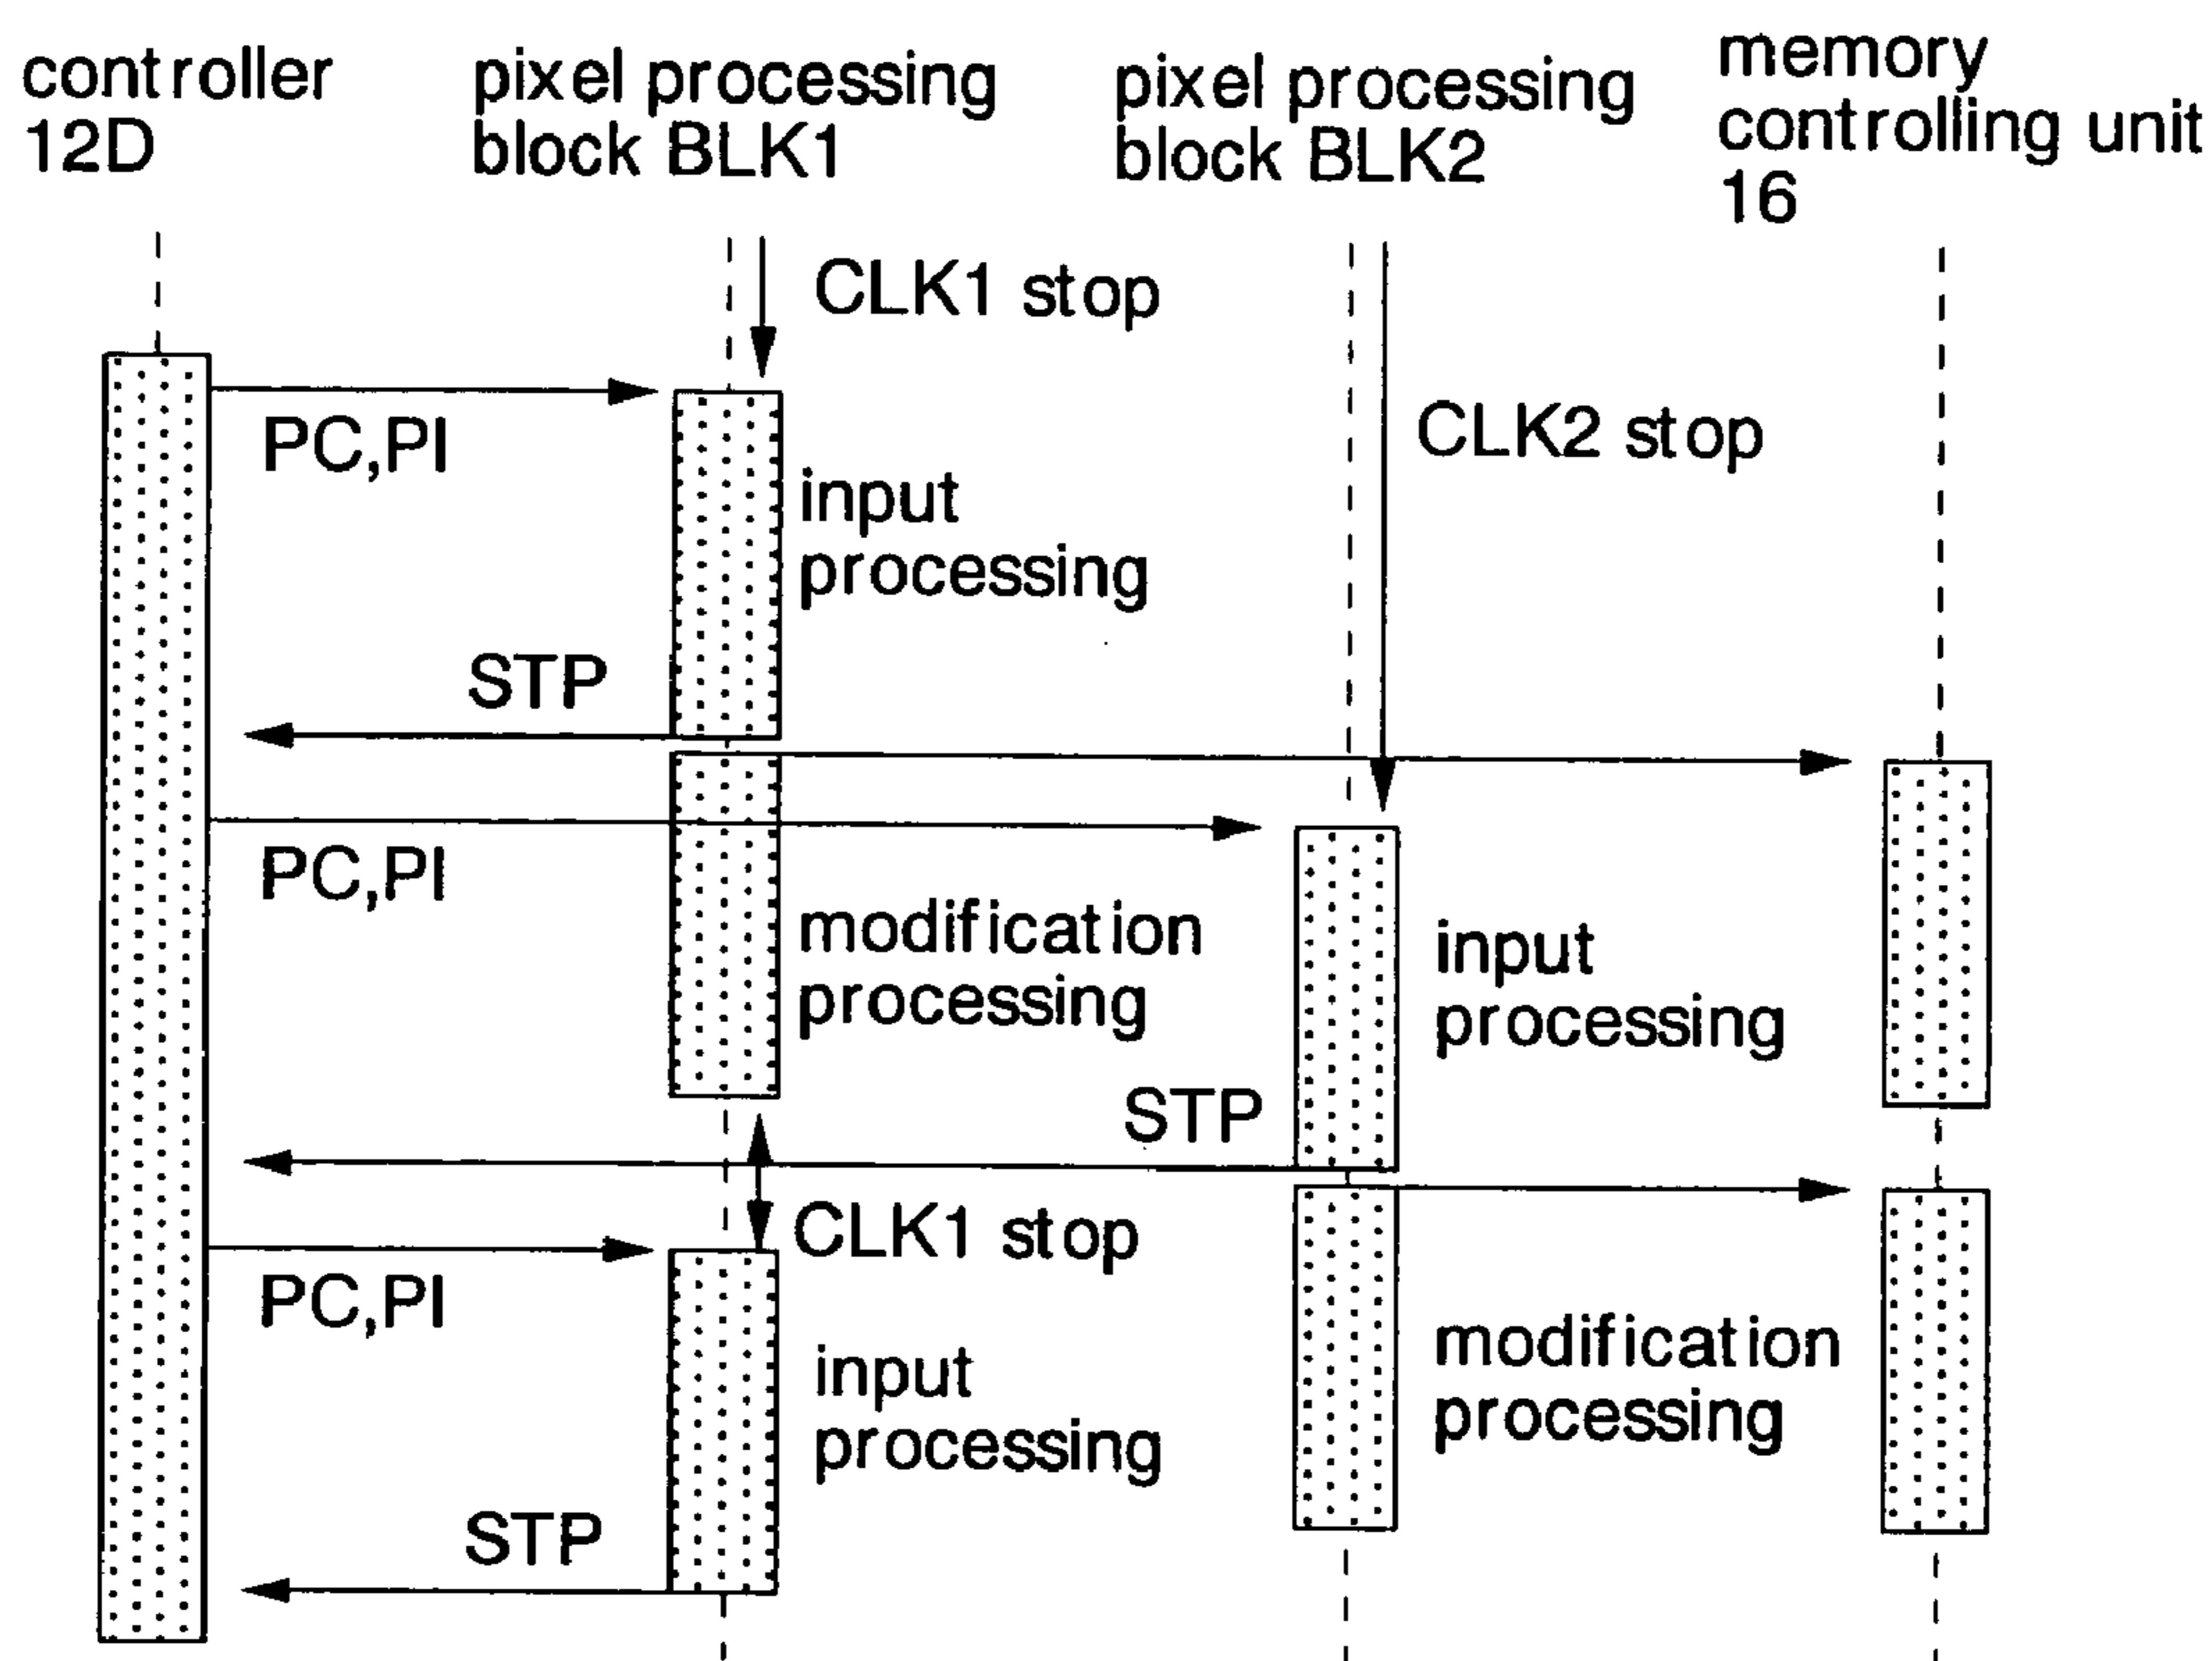 controller
12D
pixel processing
block BLK1
pixel processing
block BLK2
memory
controlling unit
16
CLK1 stop
CLK2 stop
PC,PI
input
processing
STP
PC,PI
modification
processing
input
processing
STP
CLK1 stop
PC,PI
input
processing
modification
processing
STP